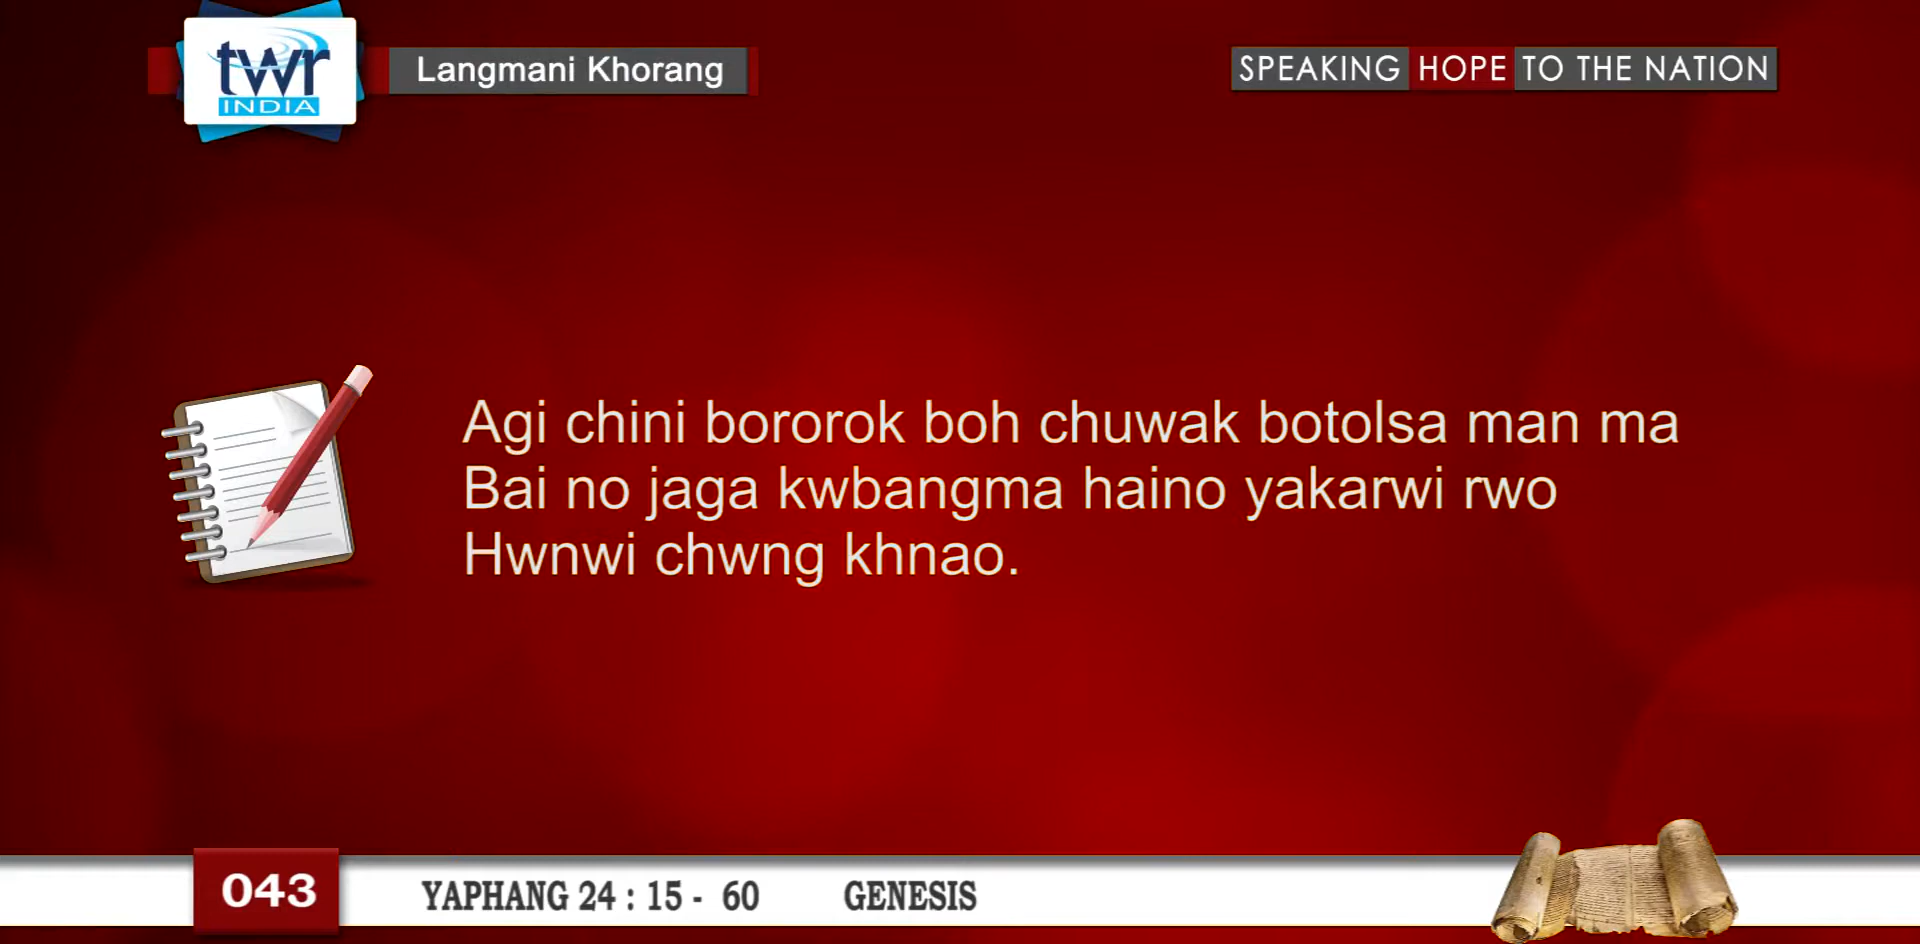 twr
INDIA
Langmani Khorang
SPEAKING HOPE TO THE NATION
Agi chini bororok boh chuwak botolsa man ma
Bai no jaga kwbangma haino yakarwi rwo
Hwnwi chwng khnao.
043
YAPHANG 24 : 15 - 60 GENESIS